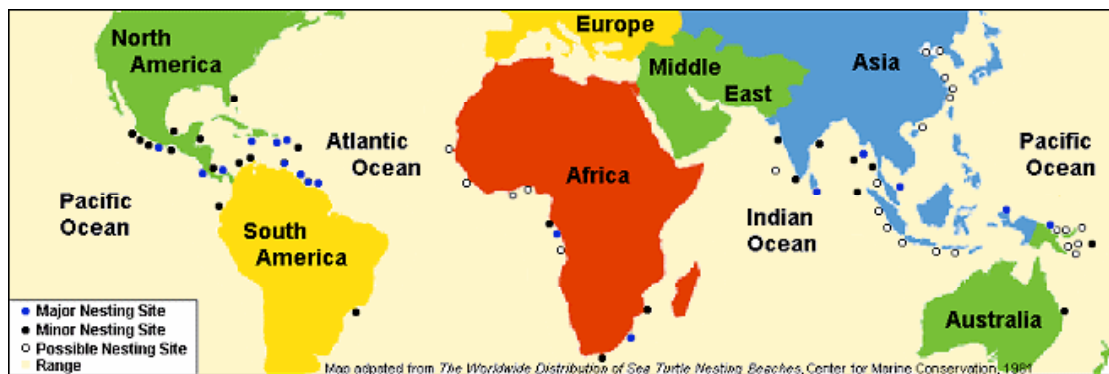 North
America
Europe
Middle
East
Asia
Atlantic
Ocean
Pacific
Ocean
Africa
Pacific
Ocean
South
America
Indian
Ocean
Australia
Major Nesting Site
Minor Nesting Site
Possible Nesting Site
Range
Map adpated from The Worldwide Distribution of Sea Turtle Nesting Beaches, Center for Marine Conservation, 1981